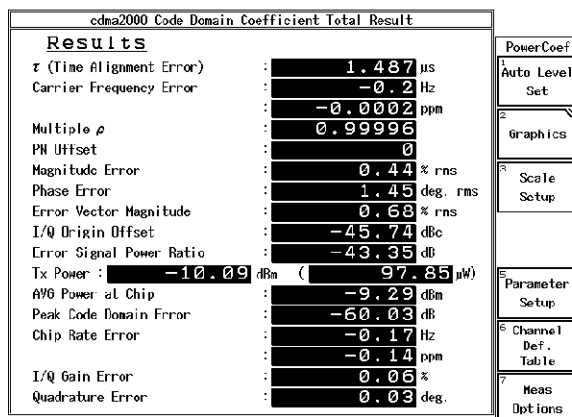 cdma2000 Code Domain Coefficient Total Result
Results
τ (Time Alignment Error) : 1.487 μs
Carrier Frequency Error : -0.2 Hz
: -0.0002 ppm
Multiple ρ : 0.99996
PN Offset : 0
Magnitude Error : 0.44 % rms
Phase Error : 1.45 deg. rms
Error Vector Magnitude : 0.68 % rms
I/Q Origin Offset : -45.74 dBc
Error Signal Power Ratio : -43.35 dB
Tx Power : -10.09 dBm ( 97.85 μW)
AVG Power at Chip : -9.29 dBm
Peak Code Domain Error : -60.03 dB
Chip Rate Error : -0.17 Hz
: -0.14 ppm
I/Q Gain Error : 0.06 %
Quadrature Error : 0.03 deg.
PowerCoef
1
Auto Level
Set
2
Graphics
3
Scale
Setup
5
Parameter
Setup
6 Channel
Def.
Table
7
Meas
Options